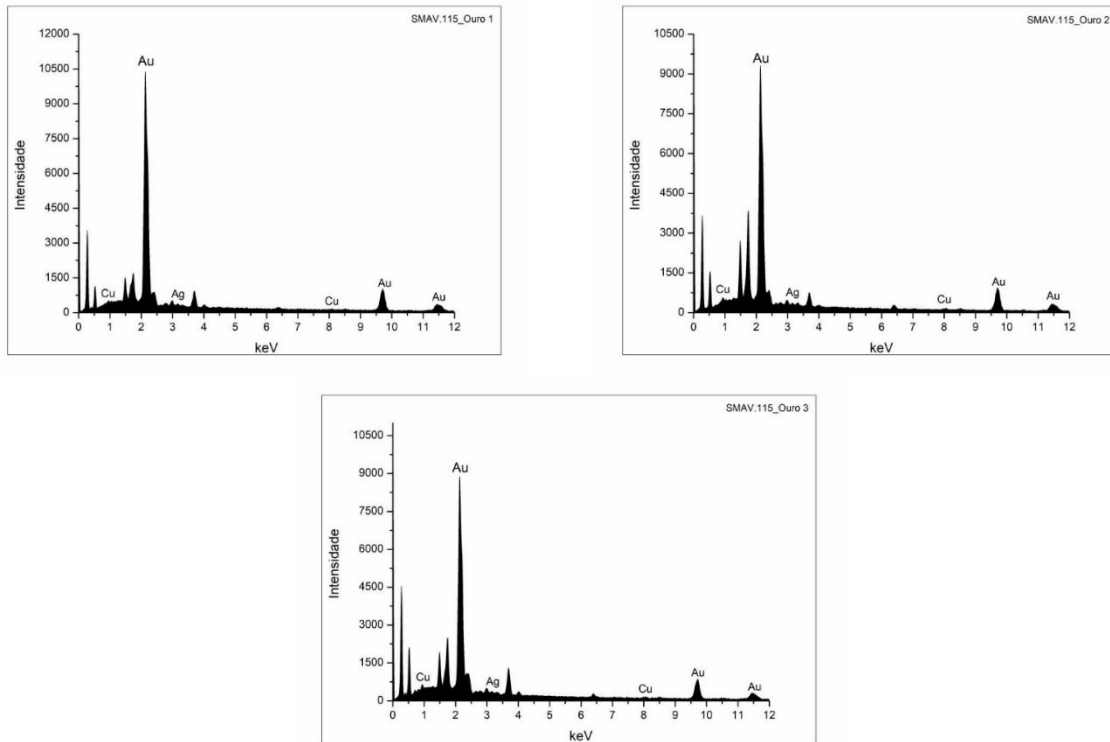 SMAV.115_Ouro 1
12000
10500
9000
7500
6000
4500
3000
1500
0
Intensidade
Au
Cu
Ag
Cu
Au
Au
0 1 2 3 4 5 6 7 8 9 10 11 12
keV
SMAV.115_Ouro 2
10500
9000
7500
6000
4500
3000
1500
0
Intensidade
Au
Cu
Ag
Cu
Au
Au
0 1 2 3 4 5 6 7 8 9 10 11 12
keV
SMAV.115_Ouro 3
10500
9000
7500
6000
4500
3000
1500
0
Intensidade
Au
Cu
Ag
Cu
Au
Au
0 1 2 3 4 5 6 7 8 9 10 11 12
keV